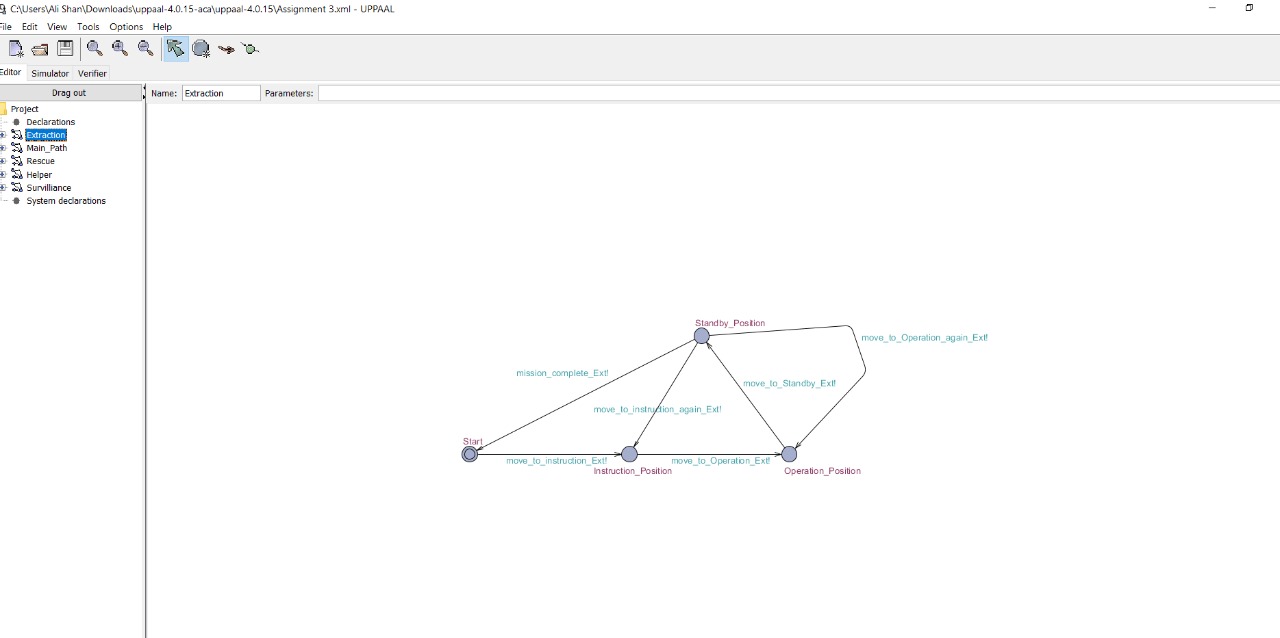 C:\Users\Ali Shan\Downloads\uppaal-4.0.15-aca\uppaal-4.0.15\Assignment 3.xml - UPPAAL
File Edit View Tools Options Help
Editor Simulator Verifier
Drag out
Name: Extraction Parameters:
Project
Declarations
Extraction
Main_Path
Rescue
Helper
Survilliance
System declarations
Standby_Position
move_to_Operation_again_Ext!
mission_complete_Ext!
move_to_Standby_Ext!
move_to_instruction_again_Ext!
Start
move_to_instruction_Ext!
move_to_Operation_Ext!
Instruction_Position
Operation_Position